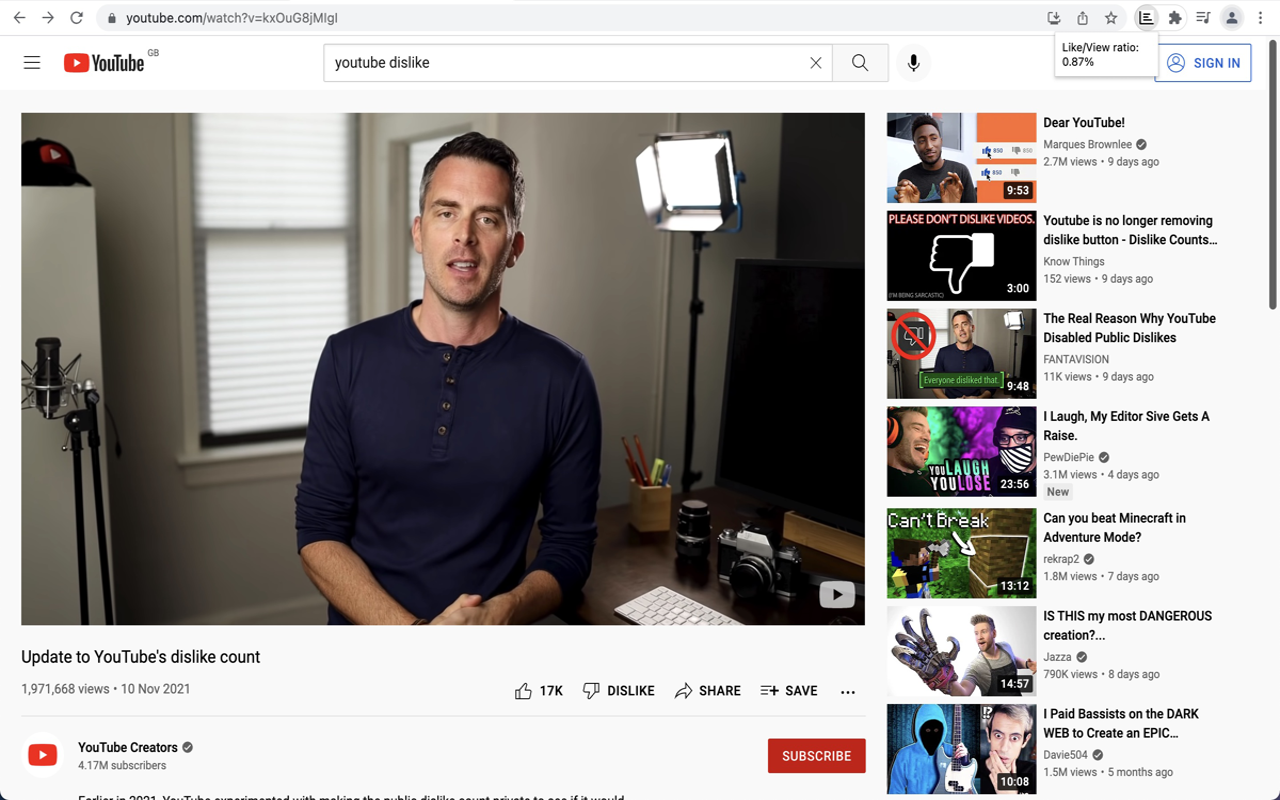 youtube.com/watch?v=kxOuG8jMIgI
Like/View ratio:
0.87%
YouTube GB
youtube dislike
SIGN IN
Update to YouTube's dislike count
1,971,668 views • 10 Nov 2021
17K
DISLIKE
SHARE
SAVE
YouTube Creators
4.17M subscribers
SUBSCRIBE
Earlier in 2021, YouTube experimented with making the public dislike count private to see if it would
850
850
850
9:53
Dear YouTube!
Marques Brownlee
2.7M views • 9 days ago
PLEASE DON'T DISLIKE VIDEOS.
(I'M BEING SARCASTIC)
3:00
Youtube is no longer removing
dislike button - Dislike Counts…
Know Things
152 views • 9 days ago
Everyone disliked that.
9:48
The Real Reason Why YouTube
Disabled Public Dislikes
FANTAVISION
11K views • 9 days ago
YOU LAUGH
YOU LOSE
23:56
I Laugh, My Editor Sive Gets A
Raise.
PewDiePie
3.1M views • 4 days ago
New
Can't Break
13:12
Can you beat Minecraft in
Adventure Mode?
rekrap2
1.8M views • 7 days ago
14:57
IS THIS my most DANGEROUS
creation?...
Jazza
790K views • 8 days ago
!?
10:08
I Paid Bassists on the DARK
WEB to Create an EPIC…
Davie504
1.5M views • 5 months ago